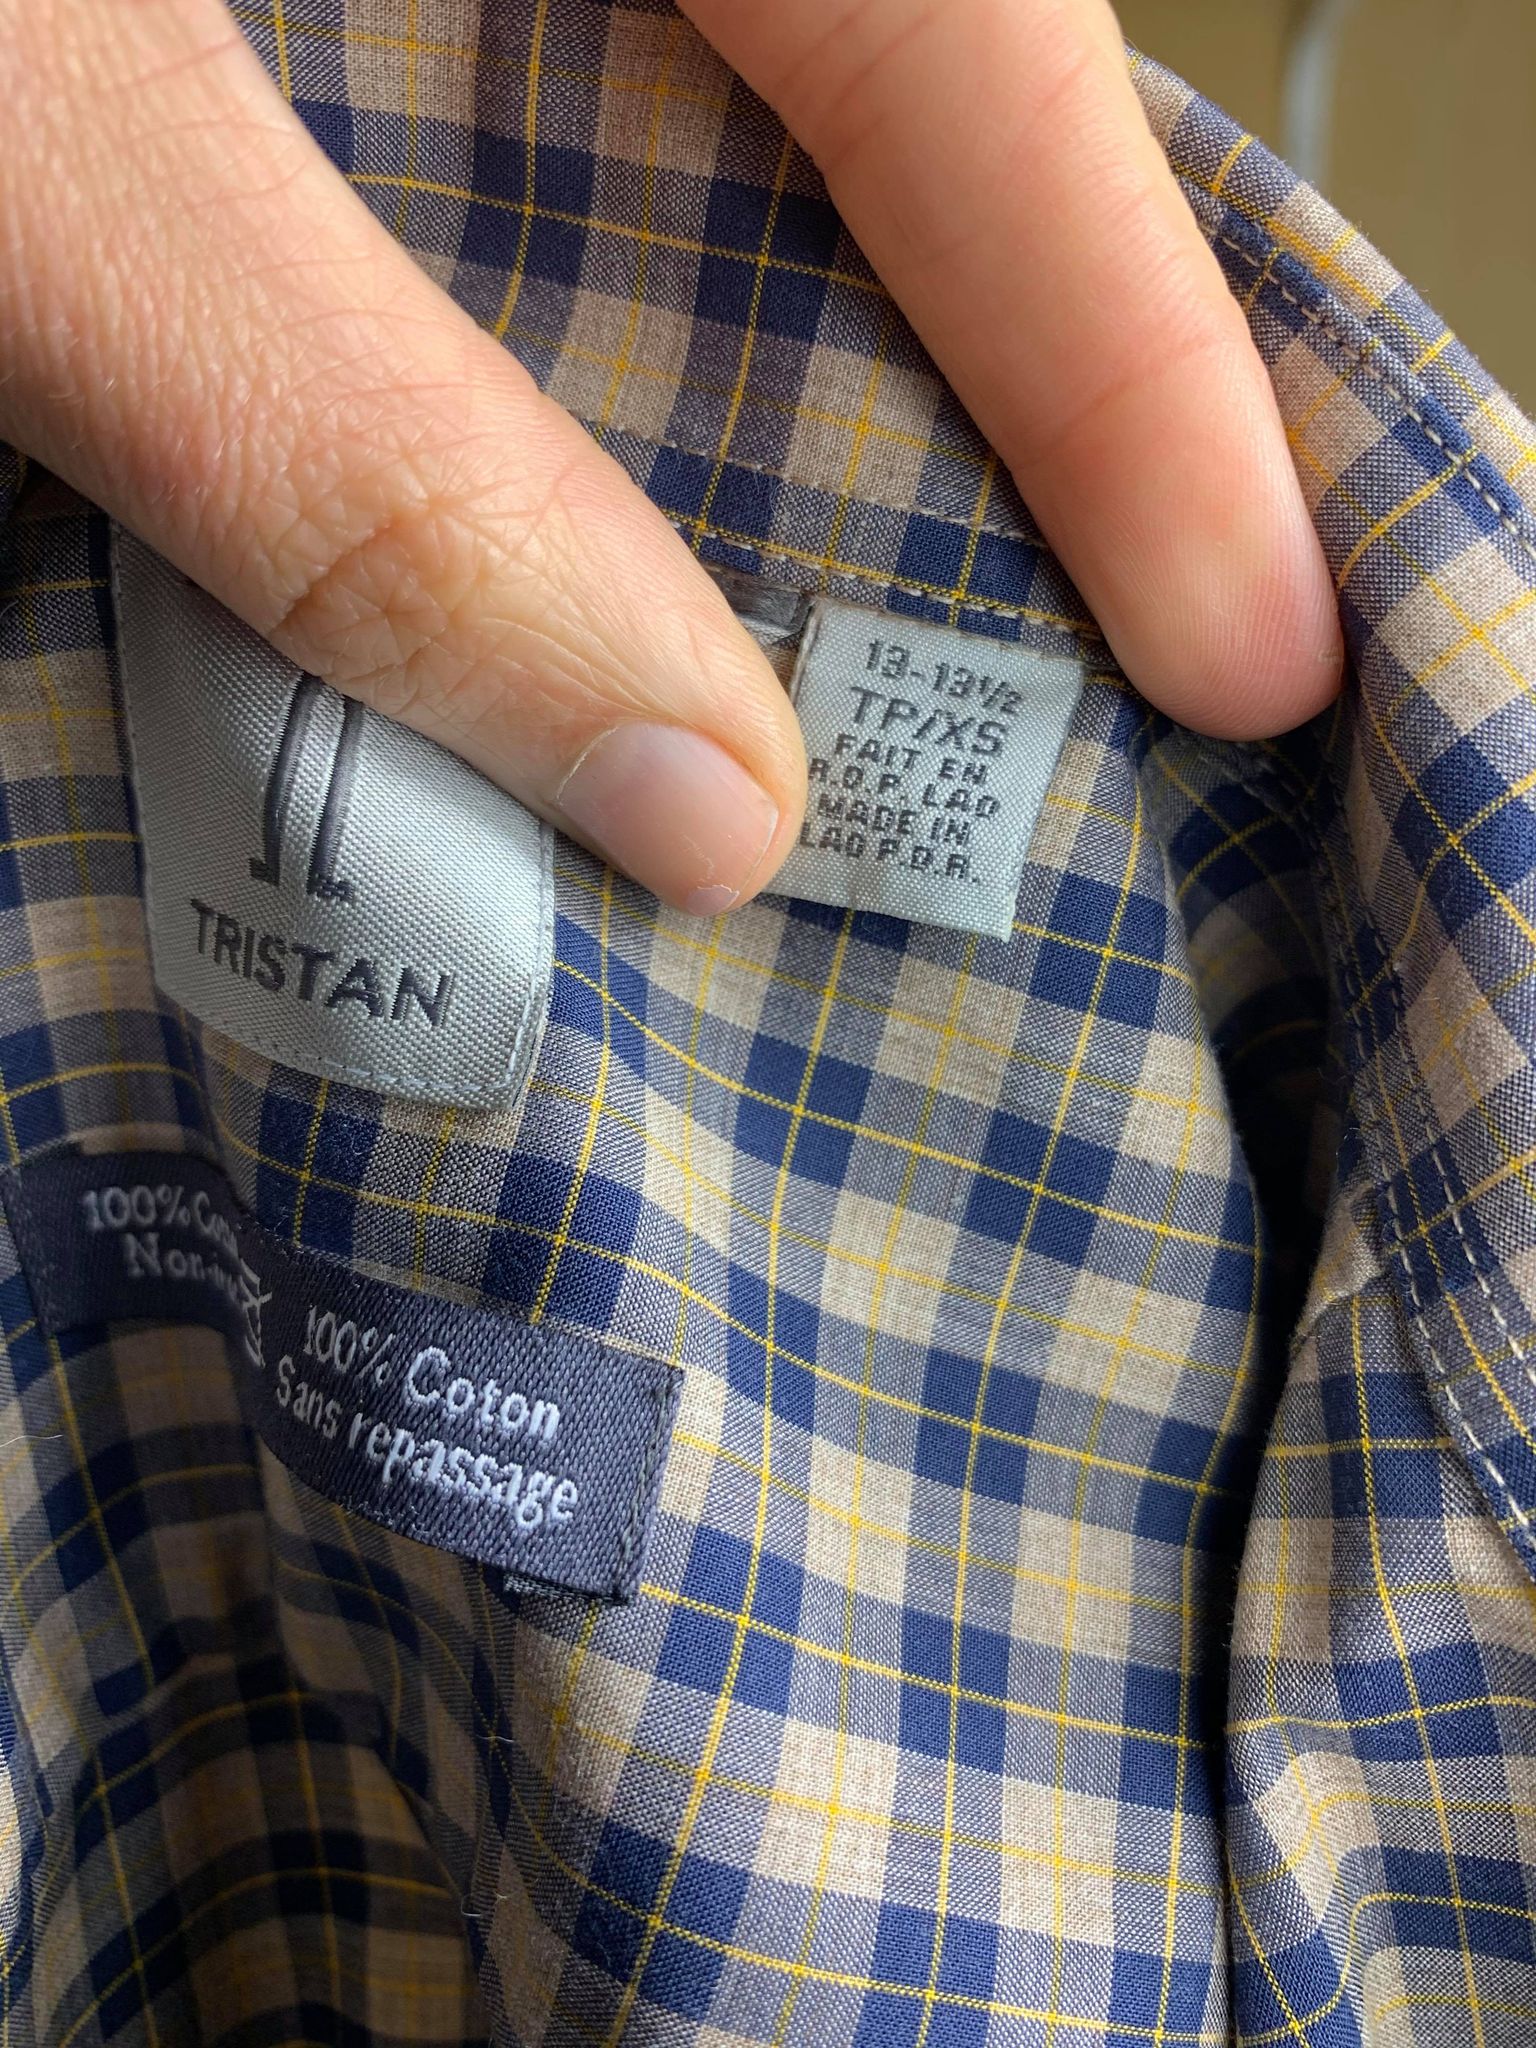 13-13½
TP/XS
FAIT EN
R.D.P. LAO
MADE IN
LAO P.D.R.
TRISTAN
100%
100% Coton
Sans repassage